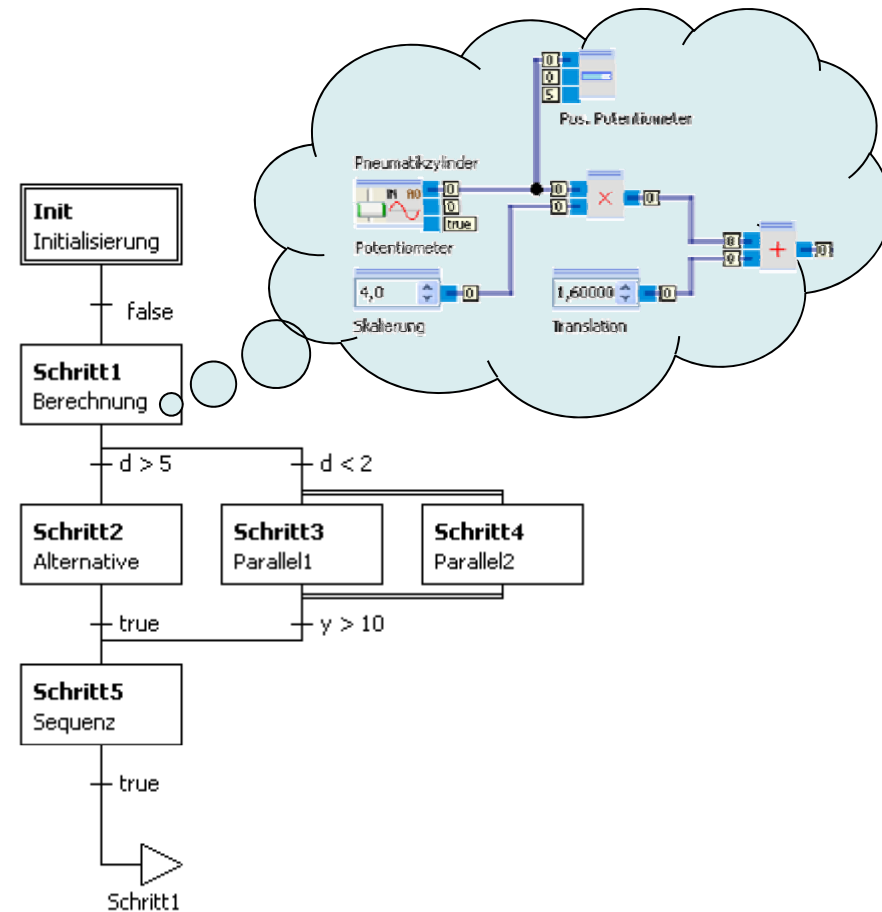 0
0
5
Pos. Potentiometer
Pneumatikzylinder
IN AO
0
0
true
0
0
×
0
Potentiometer
0
0
+
0
4,0
0
1,60000
0
Skalierung
Translation
Init
Initialisierung
false
Schritt1
Berechnung
d > 5
d < 2
Schritt2
Alternative
Schritt3
Parallel1
Schritt4
Parallel2
true
y > 10
Schritt5
Sequenz
true
Schritt1